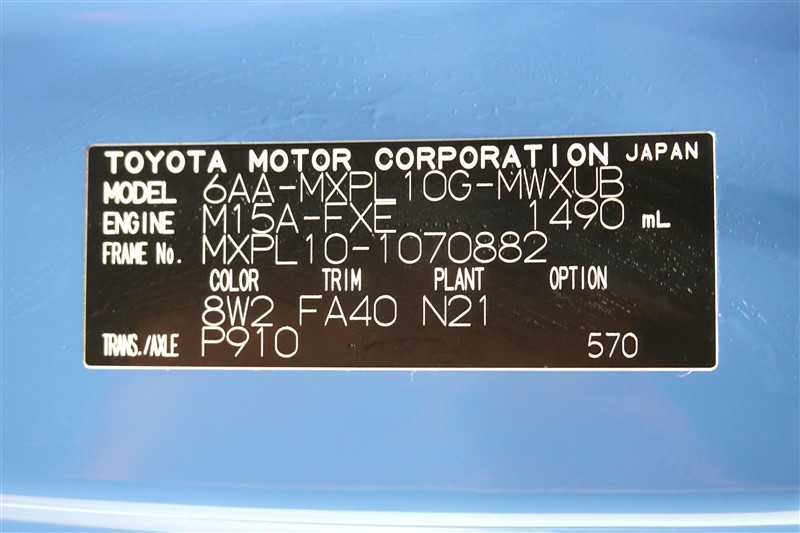 TOYOTA MOTOR CORPORATION JAPAN
MODEL 6AA-MXPL10G-MWXUB
ENGINE M15A-FXE 1490 mL
FRAME No. MXPL10-1070882
COLOR TRIM PLANT OPTION
8W2 FA40 N21
TRANS./AXLE P910 570